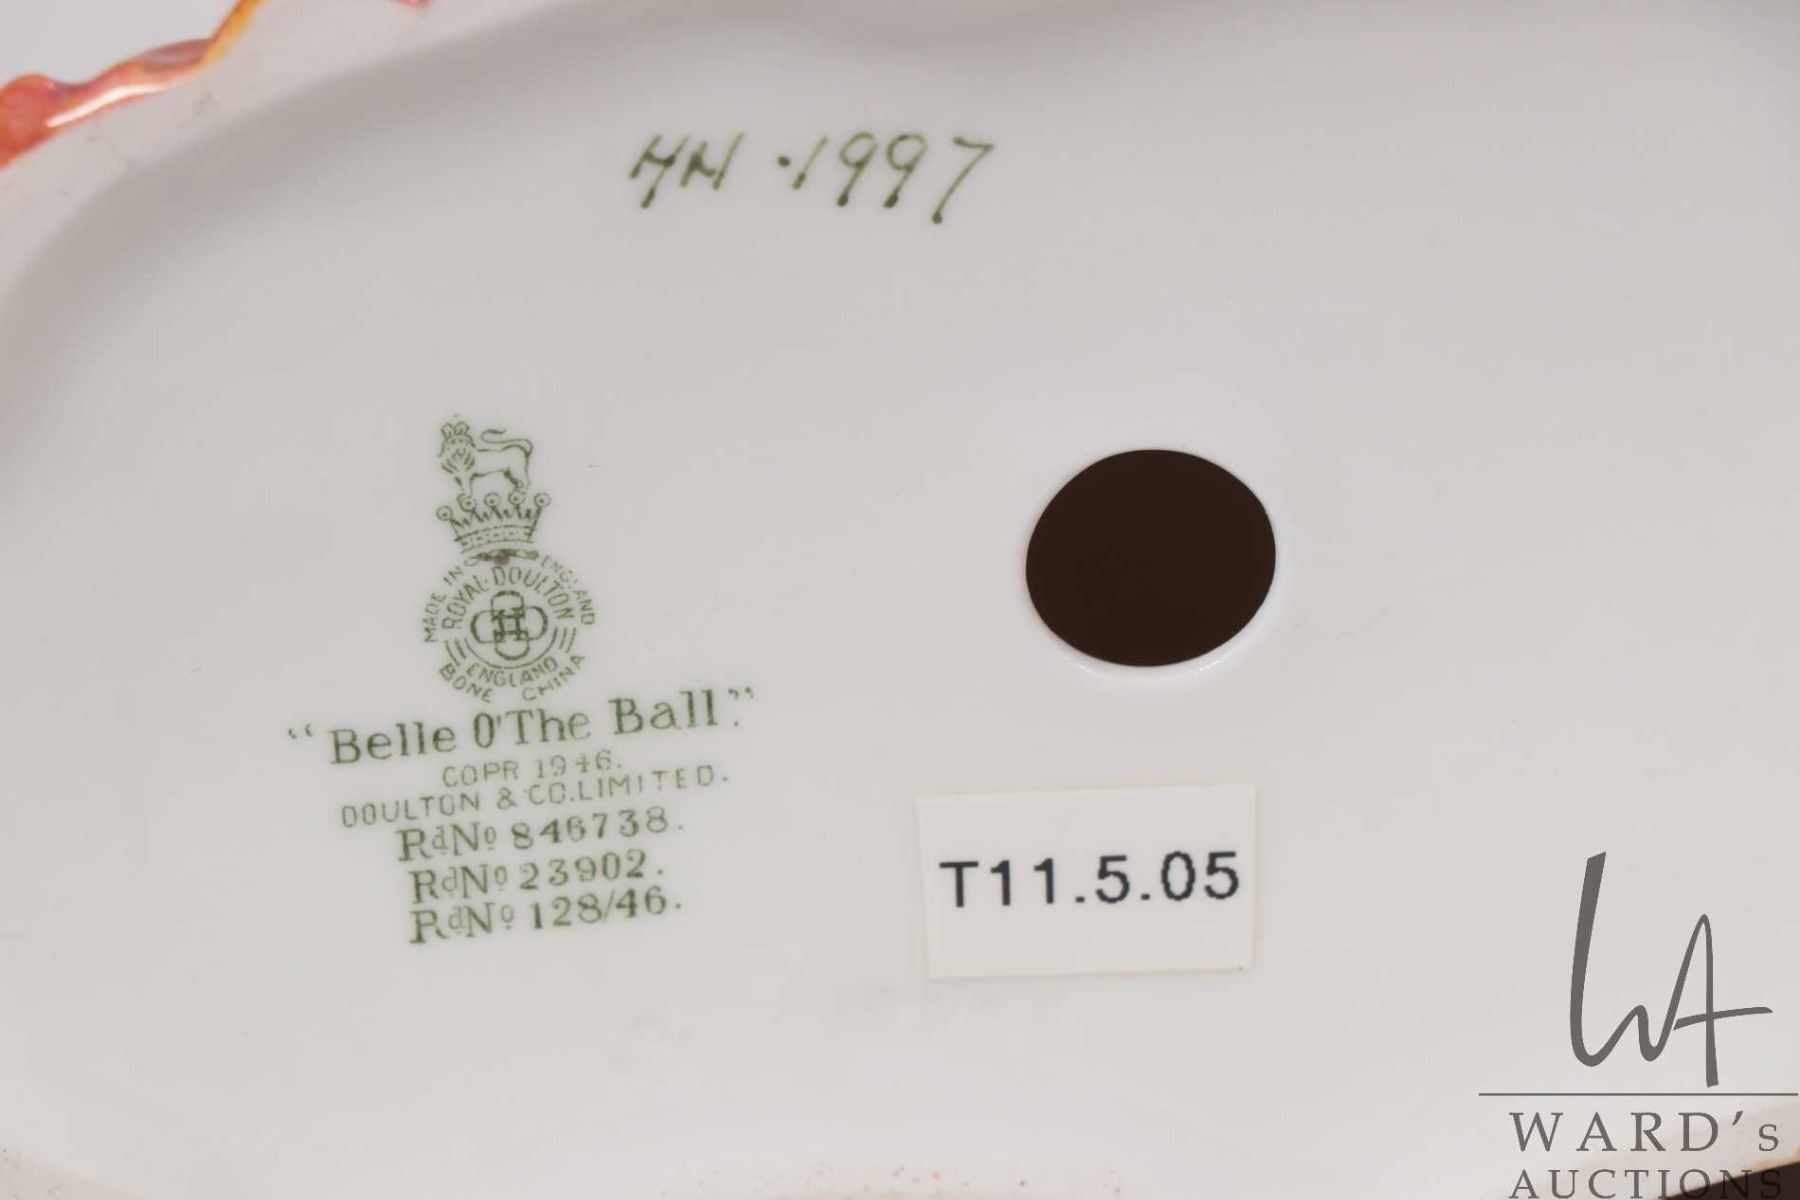 HN .1997
MADE IN ENGLAND
ROYAL DOULTON
ENGLAND
BONE CHINA
“Belle O'The Ball.”
COPR 1946.
DOULTON & CO. LIMITED.
RdNo 846738.
RdNo 23902.
RdNo 128/46.
T11.5.05
WA
WARD's
AUCTIONS